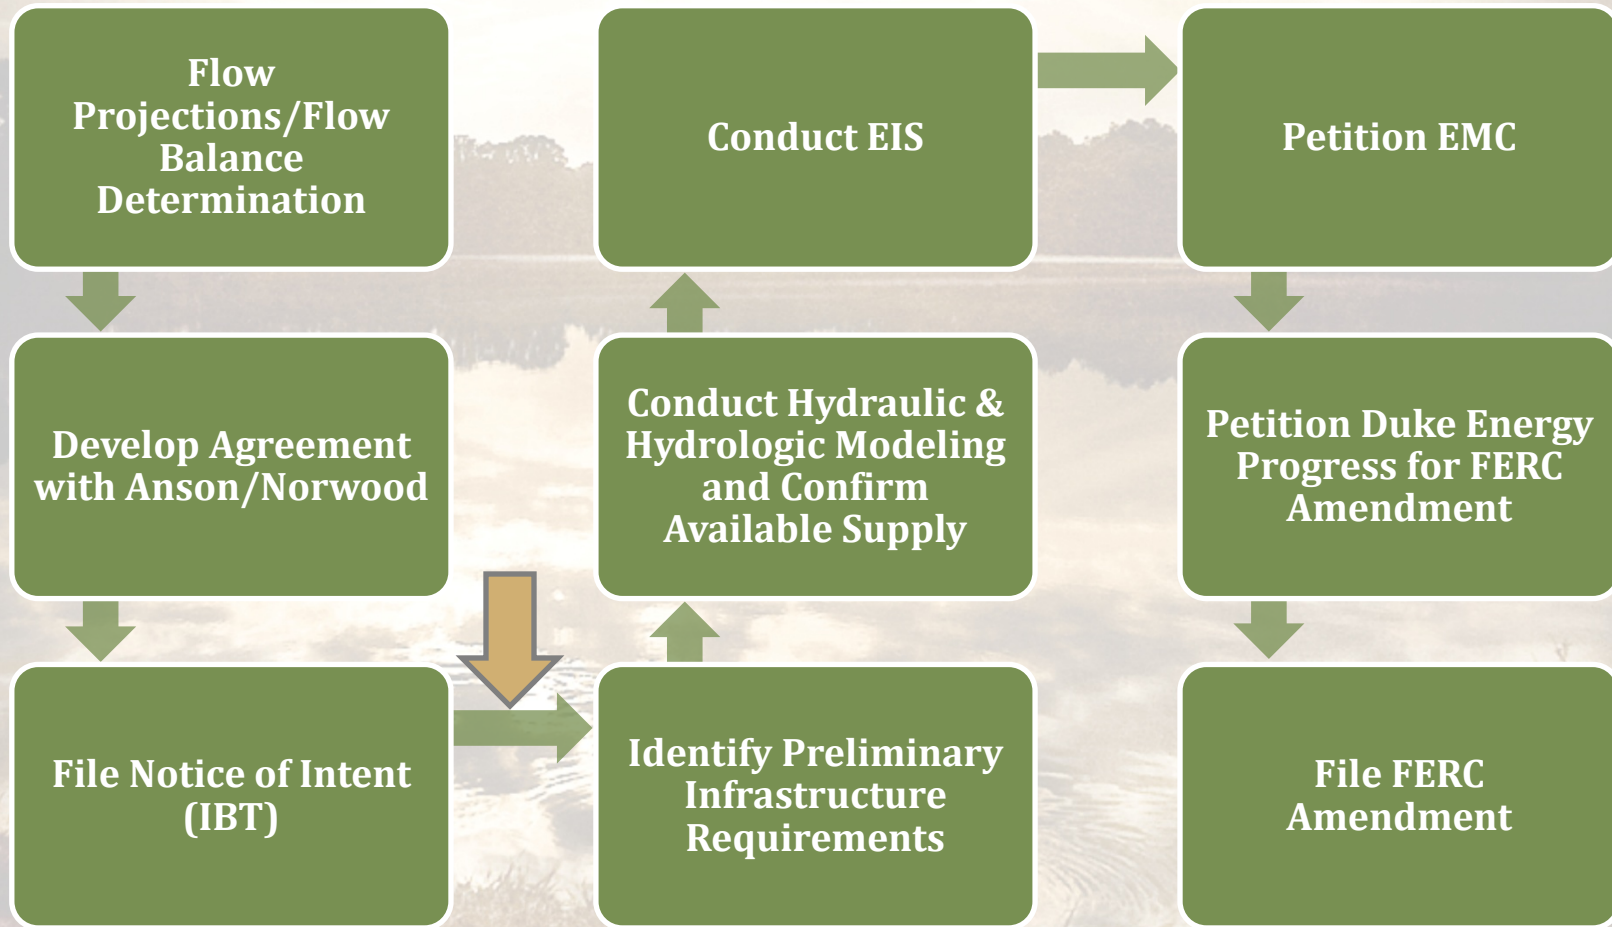 Flow
Projections/Flow
Balance
Determination
Develop Agreement
with Anson/Norwood
File Notice of Intent
(IBT)
Identify Preliminary
Infrastructure
Requirements
Conduct Hydraulic &
Hydrologic Modeling
and Confirm
Available Supply
Conduct EIS
Petition EMC
Petition Duke Energy
Progress for FERC
Amendment
File FERC
Amendment